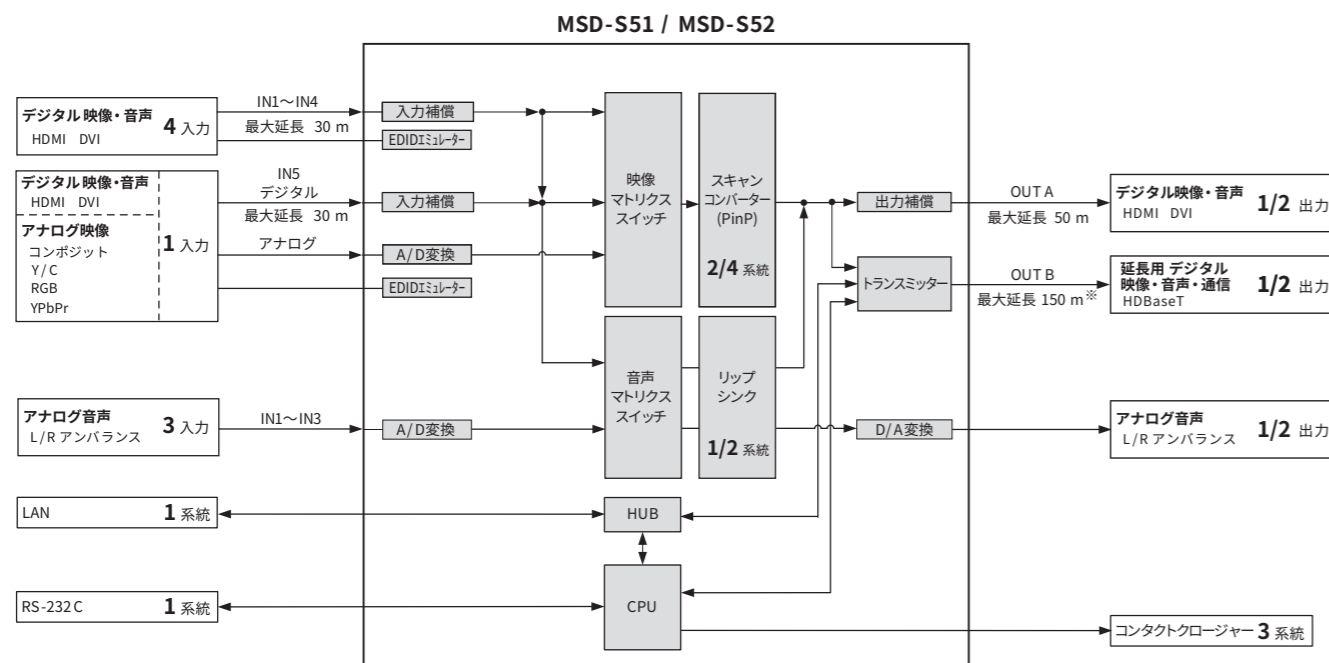 MSD-S51 / MSD-S52
デジタル映像・音声
HDMI DVI
4 入力
IN1～IN4
最大延長 30 m
入力補償
EDIDエミュレーター
デジタル映像・音声
HDMI DVI
アナログ映像
コンポジット
Y/C
RGB
YPbPr
1 入力
IN5
デジタル
最大延長 30 m
アナログ
入力補償
A/D変換
EDIDエミュレーター
映像
マトリクス
スイッチ
スキャン
コンバーター
(PinP)
2/4 系統
出力補償
トランスミッター
OUT A
最大延長 50 m
デジタル映像・音声
HDMI DVI
1/2 出力
OUT B
最大延長 150 m※
延長用 デジタル
映像・音声・通信
HDBaseT
1/2 出力
アナログ音声
L/R アンバランス
3 入力
IN1～IN3
A/D変換
音声
マトリクス
スイッチ
リップ
シンク
1/2 系統
D/A変換
アナログ音声
L/R アンバランス
1/2 出力
LAN
1 系統
HUB
RS-232C
1 系統
CPU
コンタクトクロージャー 3 系統